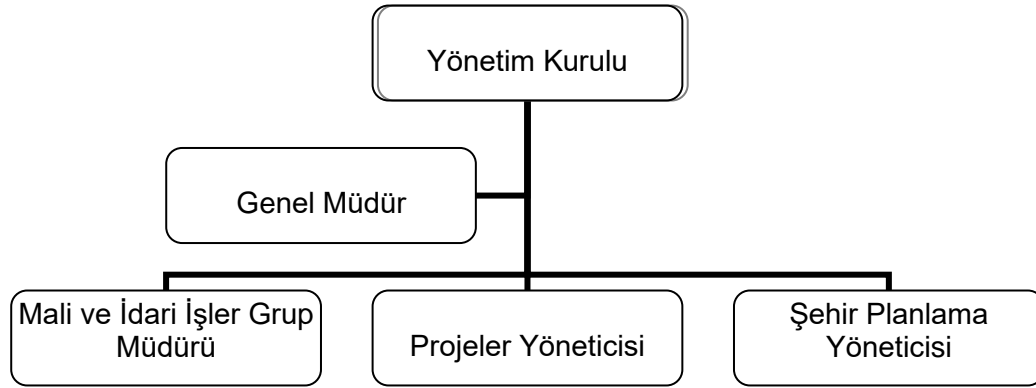 Yönetim Kurulu
Genel Müdür
Mali ve İdari İşler Grup
Müdürü
Projeler Yöneticisi
Şehir Planlama
Yöneticisi